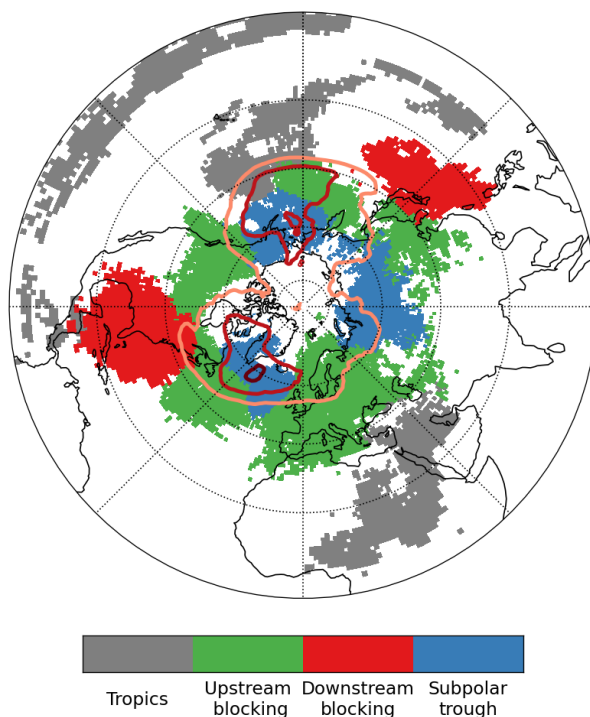 Tropics
Upstream blocking
Downstream blocking
Subpolar trough